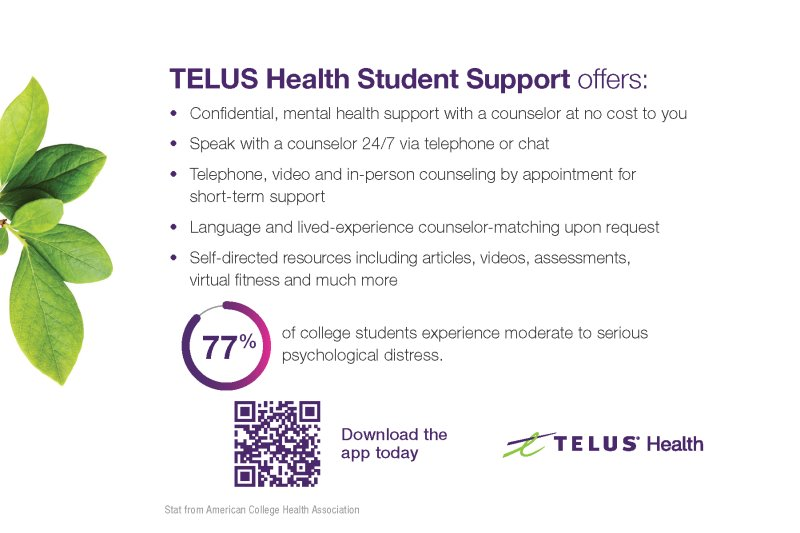 TELUS Health Student Support offers:
• Confidential, mental health support with a counselor at no cost to you
• Speak with a counselor 24/7 via telephone or chat
• Telephone, video and in-person counseling by appointment for
short-term support
• Language and lived-experience counselor-matching upon request
• Self-directed resources including articles, videos, assessments,
virtual fitness and much more
77%
of college students experience moderate to serious
psychological distress.
Download the
app today
TELUS® Health
Stat from American College Health Association